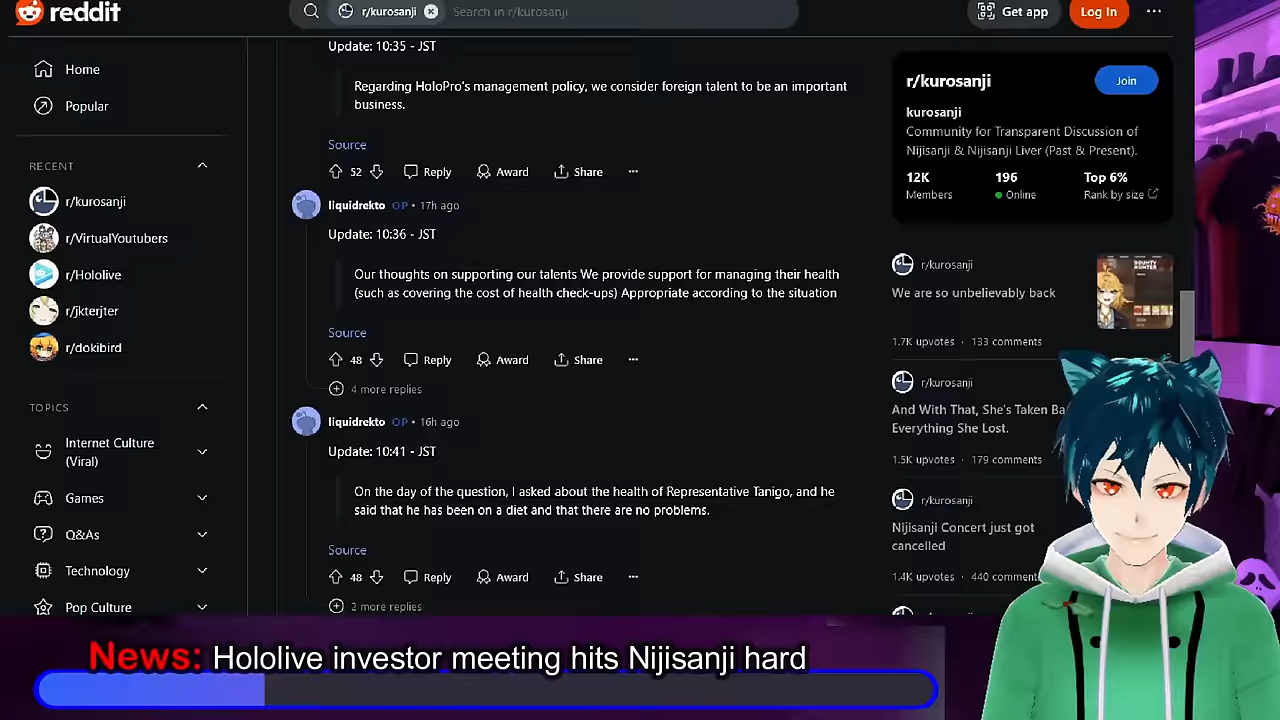 reddit
r/kurosanji
Search in r/kurosanji
Get app
Log In
Home
Popular
RECENT
r/kurosanji
r/VirtualYoutubers
r/Hololive
r/jkterjter
r/dokibird
TOPICS
Internet Culture
(Viral)
Games
Q&As
Technology
Pop Culture
Update: 10:35 - JST
Regarding HoloPro's management policy, we consider foreign talent to be an important
business.
Source
52 Reply Award Share
liquidrekto OP • 17h ago
Update: 10:36 - JST
Our thoughts on supporting our talents We provide support for managing their health
(such as covering the cost of health check-ups) Appropriate according to the situation
Source
48 Reply Award Share
4 more replies
liquidrekto OP • 16h ago
Update: 10:41 - JST
On the day of the question, I asked about the health of Representative Tanigo, and he
said that he has been on a diet and that there are no problems.
Source
48 Reply Award Share
2 more replies
r/kurosanji
Join
kurosanji
Community for Transparent Discussion of
Nijisanji & Nijisanji Liver (Past & Present).
12K 196 Top 6%
Members Online Rank by size
r/kurosanji
We are so unbelievably back
BOUNTY
HUNTER
1.7K upvotes · 133 comments
r/kurosanji
And With That, She's Taken Ba
Everything She Lost.
1.5K upvotes · 179 comments
r/kurosanji
Nijisanji Concert just got
cancelled
1.4K upvotes · 440 comment
News: Hololive investor meeting hits Nijisanji hard